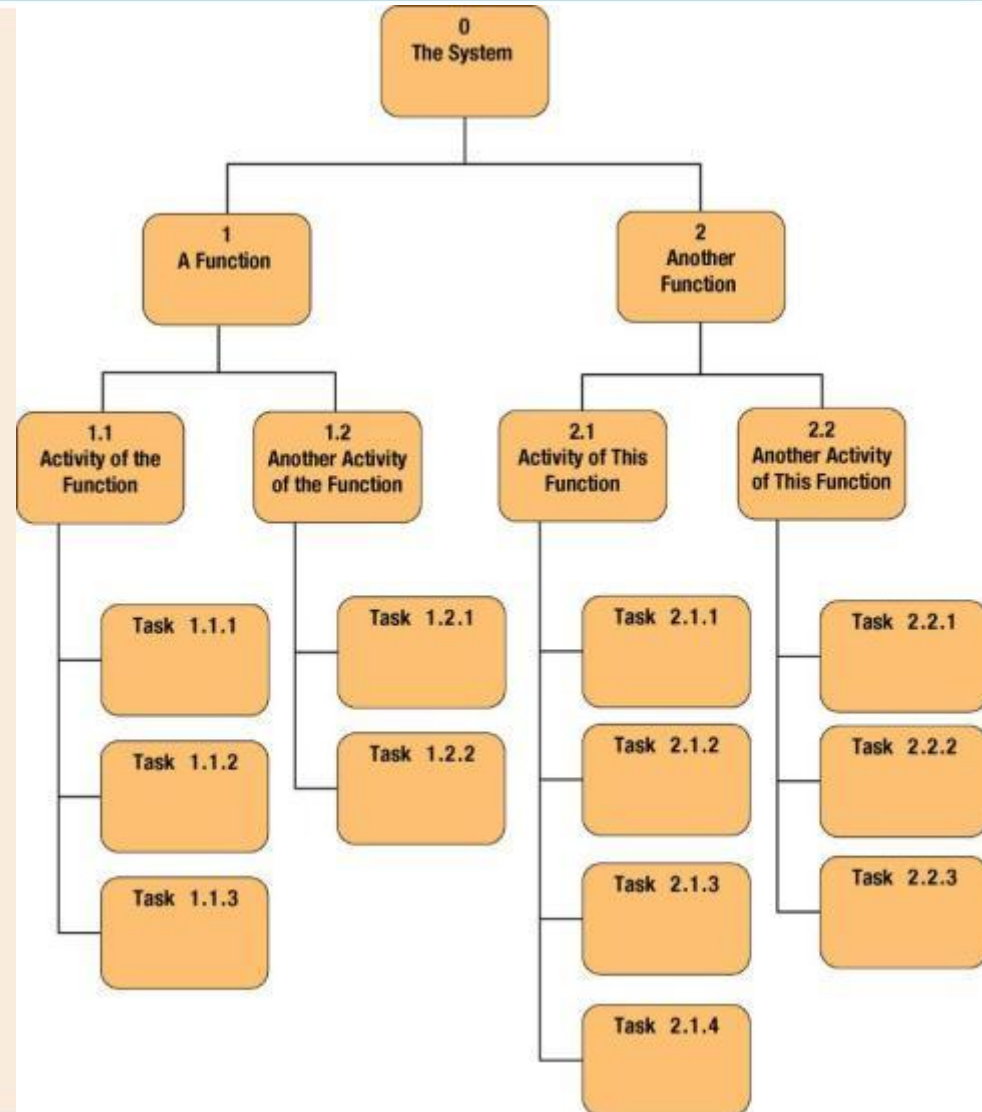 0
The System
1
A Function
2
Another
Function
1.1
Activity of the
Function
1.2
Another Activity
of the Function
2.1
Activity of This
Function
2.2
Another Activity
of This Function
Task 1.1.1
Task 1.1.2
Task 1.1.3
Task 1.2.1
Task 1.2.2
Task 2.1.1
Task 2.1.2
Task 2.1.3
Task 2.1.4
Task 2.2.1
Task 2.2.2
Task 2.2.3